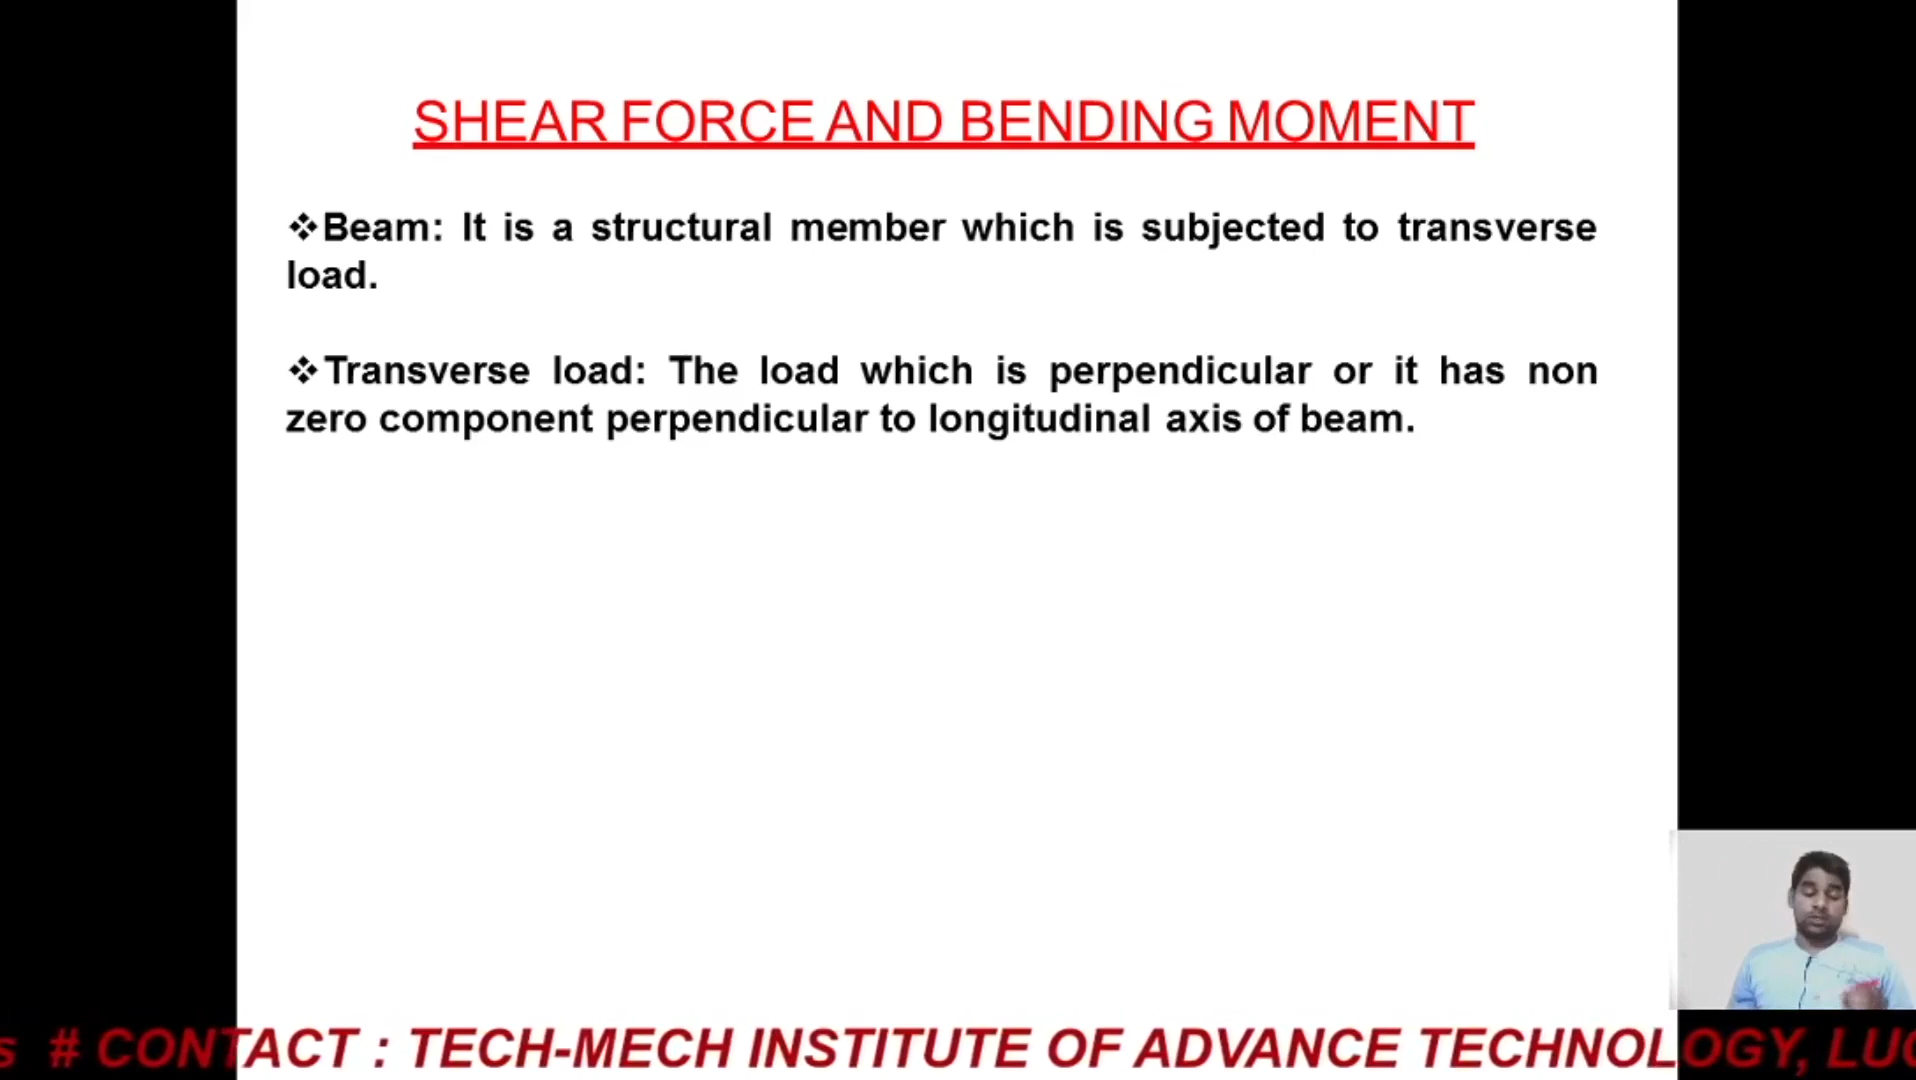 SHEAR FORCE AND BENDING MOMENT
❖Beam: It is a structural member which is subjected to transverse
load.
❖Transverse load: The load which is perpendicular or it has non
zero component perpendicular to longitudinal axis of beam.
# CONTACT : TECH-MECH INSTITUTE OF ADVANCE TECHNOLOGY,